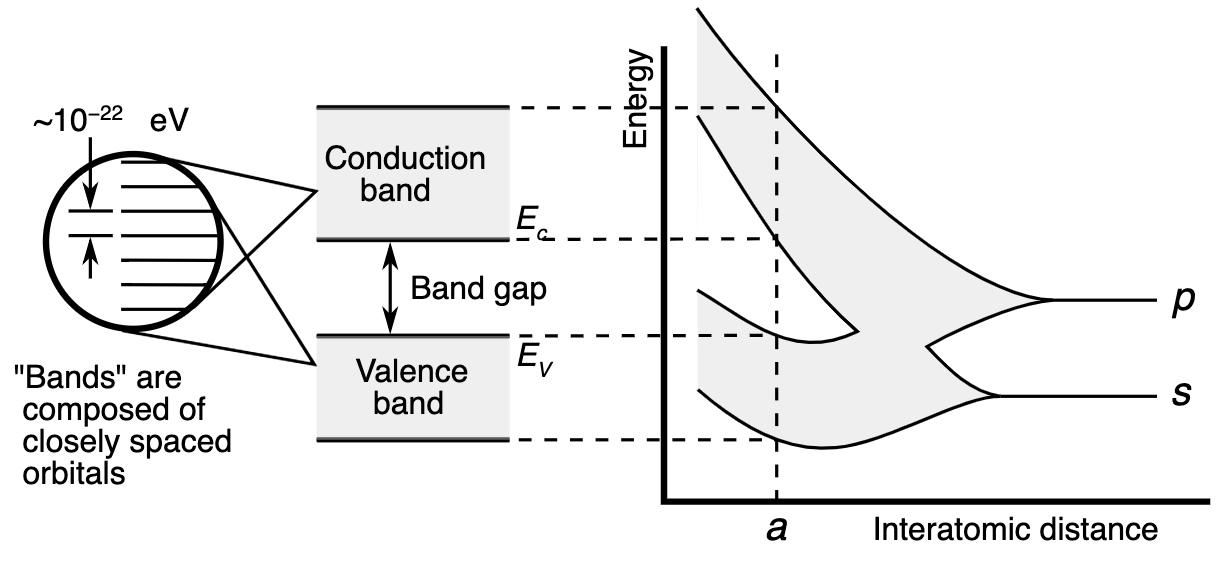 ~10⁻²² eV
"Bands" are
composed of
closely spaced
orbitals
Conduction
band
E_c
Band gap
E_V
Valence
band
Energy
p
s
a
Interatomic distance